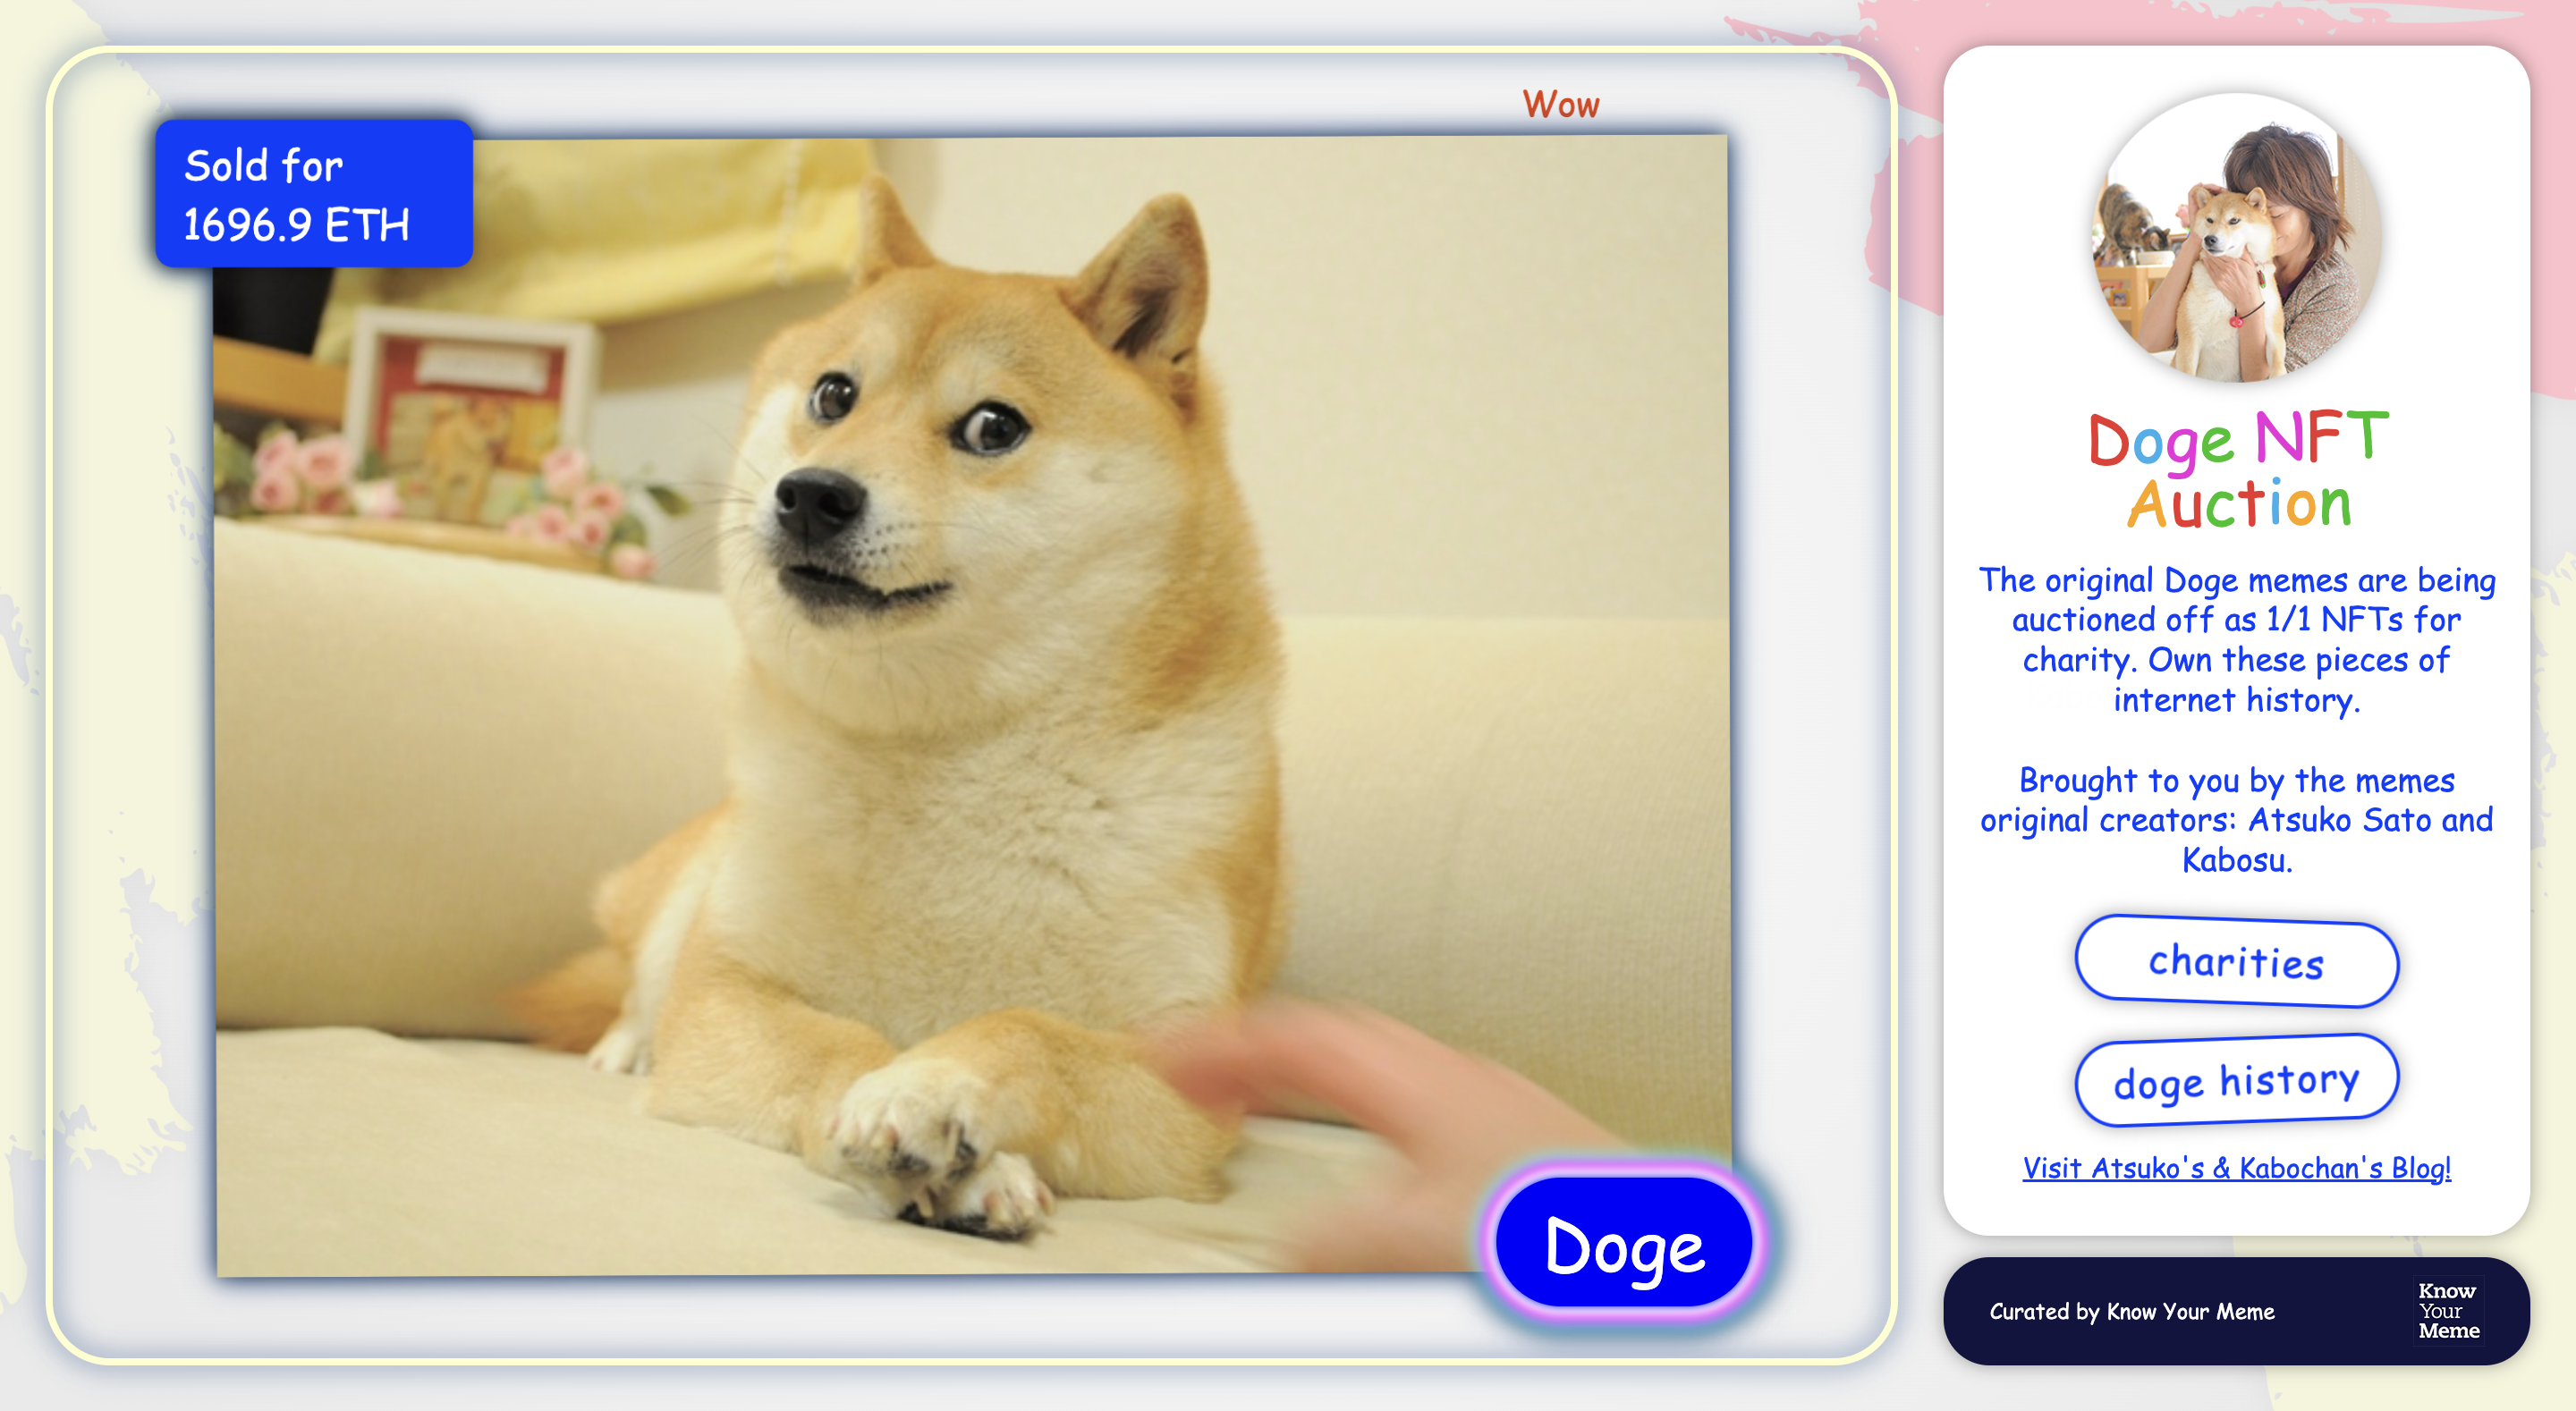 Wow
Sold for
1696.9 ETH
Doge
Doge NFT
Auction
The original Doge memes are being
auctioned off as 1/1 NFTs for
charity. Own these pieces of
internet history.
Brought to you by the memes
original creators: Atsuko Sato and
Kabosu.
charities
doge history
Visit Atsuko's & Kabochan's Blog!
Curated by Know Your Meme
Know
Your
Meme